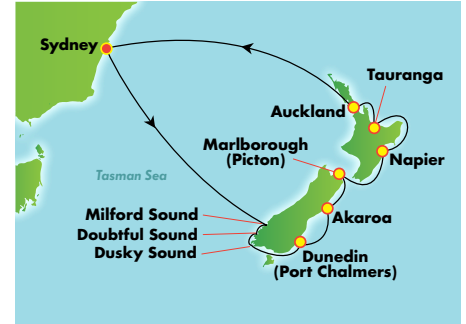 Sydney
Tauranga
Auckland
Marlborough
(Picton)
Napier
Tasman Sea
Akaroa
Milford Sound
Doubtful Sound
Dusky Sound
Dunedin
(Port Chalmers)